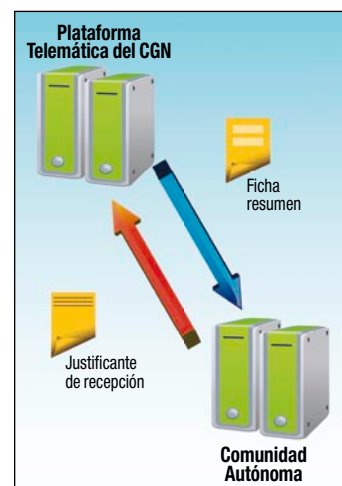 Plataforma
Telemática del CGN
Ficha
resumen
Justificante
de recepción
Comunidad
Autónoma